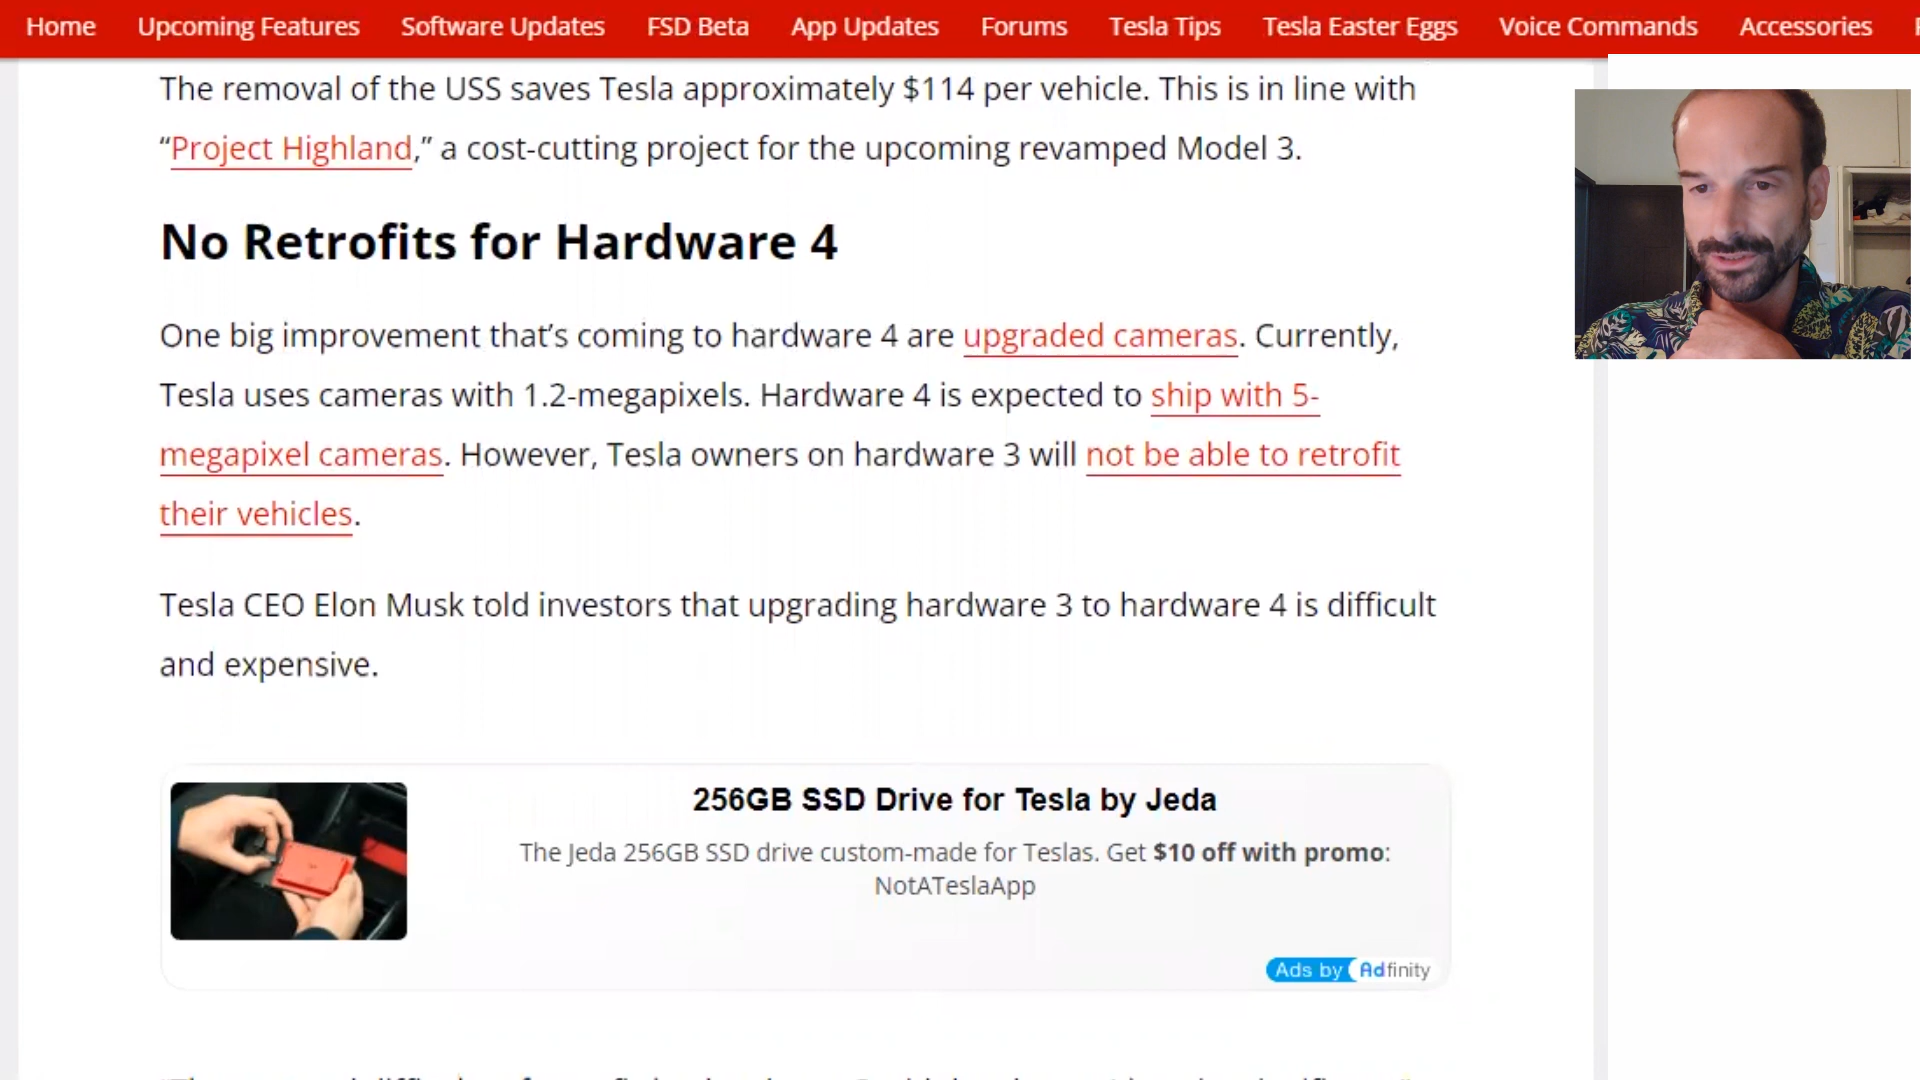 Home Upcoming Features Software Updates FSD Beta App Updates Forums Tesla Tips Tesla Easter Eggs Voice Commands Accessories
The removal of the USS saves Tesla approximately $114 per vehicle. This is in line with
“Project Highland,” a cost-cutting project for the upcoming revamped Model 3.
No Retrofits for Hardware 4
One big improvement that’s coming to hardware 4 are upgraded cameras. Currently,
Tesla uses cameras with 1.2-megapixels. Hardware 4 is expected to ship with 5-
megapixel cameras. However, Tesla owners on hardware 3 will not be able to retrofit
their vehicles.
Tesla CEO Elon Musk told investors that upgrading hardware 3 to hardware 4 is difficult
and expensive.
256GB SSD Drive for Tesla by Jeda
The Jeda 256GB SSD drive custom-made for Teslas. Get $10 off with promo:
NotATeslaApp
Ads by Adfinity